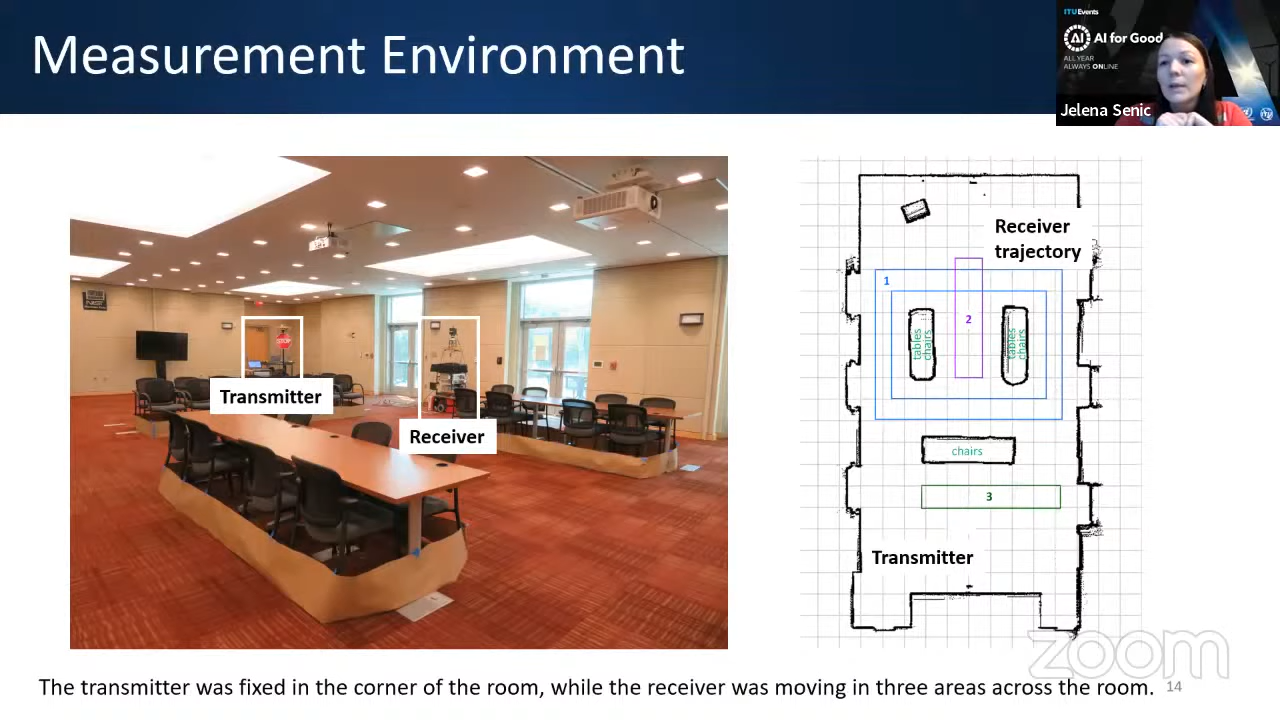 Measurement Environment
ITUEvents
AI
AI for Good
ALL YEAR
ALWAYS ONLINE
Jelena Senic
STOP
Transmitter
Receiver
Receiver
trajectory
1
2
tables
chairs
tables
chairs
chairs
3
Transmitter
zoom
The transmitter was fixed in the corner of the room, while the receiver was moving in three areas across the room.
14